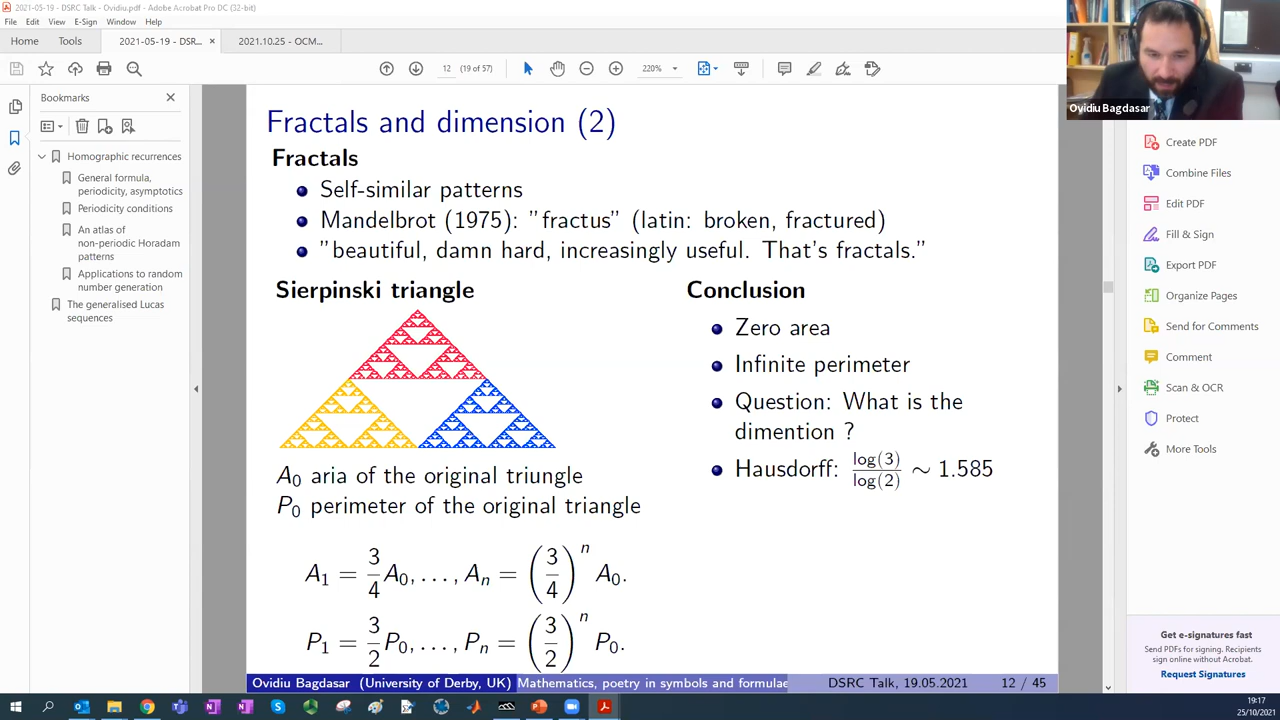 2021-05-19 - DSRC Talk - Ovidiu.pdf - Adobe Acrobat Pro DC (32-bit)
File Edit View E-Sign Window Help
Home Tools 2021-05-19 - DSR... × 2021.10.25 - OCM...
12 (19 of 57) 220%
Bookmarks
Homographic recurrences
General formula,
periodicity, asymptotics
Periodicity conditions
An atlas of
non-periodic Horadam
patterns
Applications to random
number generation
The generalised Lucas
sequences
Fractals and dimension (2)
Fractals
Self-similar patterns
Mandelbrot (1975): "fractus" (latin: broken, fractured)
"beautiful, damn hard, increasingly useful. That's fractals."
Sierpinski triangle
A₀ aria of the original triungle
P₀ perimeter of the original triangle
A₁ = 3/4 A₀, . . . , Aₙ = (3/4)ⁿ A₀.
P₁ = 3/2 P₀, . . . , Pₙ = (3/2)ⁿ P₀.
Conclusion
Zero area
Infinite perimeter
Question: What is the
dimention ?
Hausdorff: log(3)/log(2) ∼ 1.585
Ovidiu Bagdasar (University of Derby, UK) Mathematics, poetry in symbols and formulae DSRC Talk, 19.05.2021 12 / 45
Ovidiu Bagdasar
Create PDF
Combine Files
Edit PDF
Fill & Sign
Export PDF
Organize Pages
Send for Comments
Comment
Scan & OCR
Protect
More Tools
Get e-signatures fast
Send PDFs for signing. Recipients
sign online without Acrobat.
Request Signatures
19:17
25/10/2021